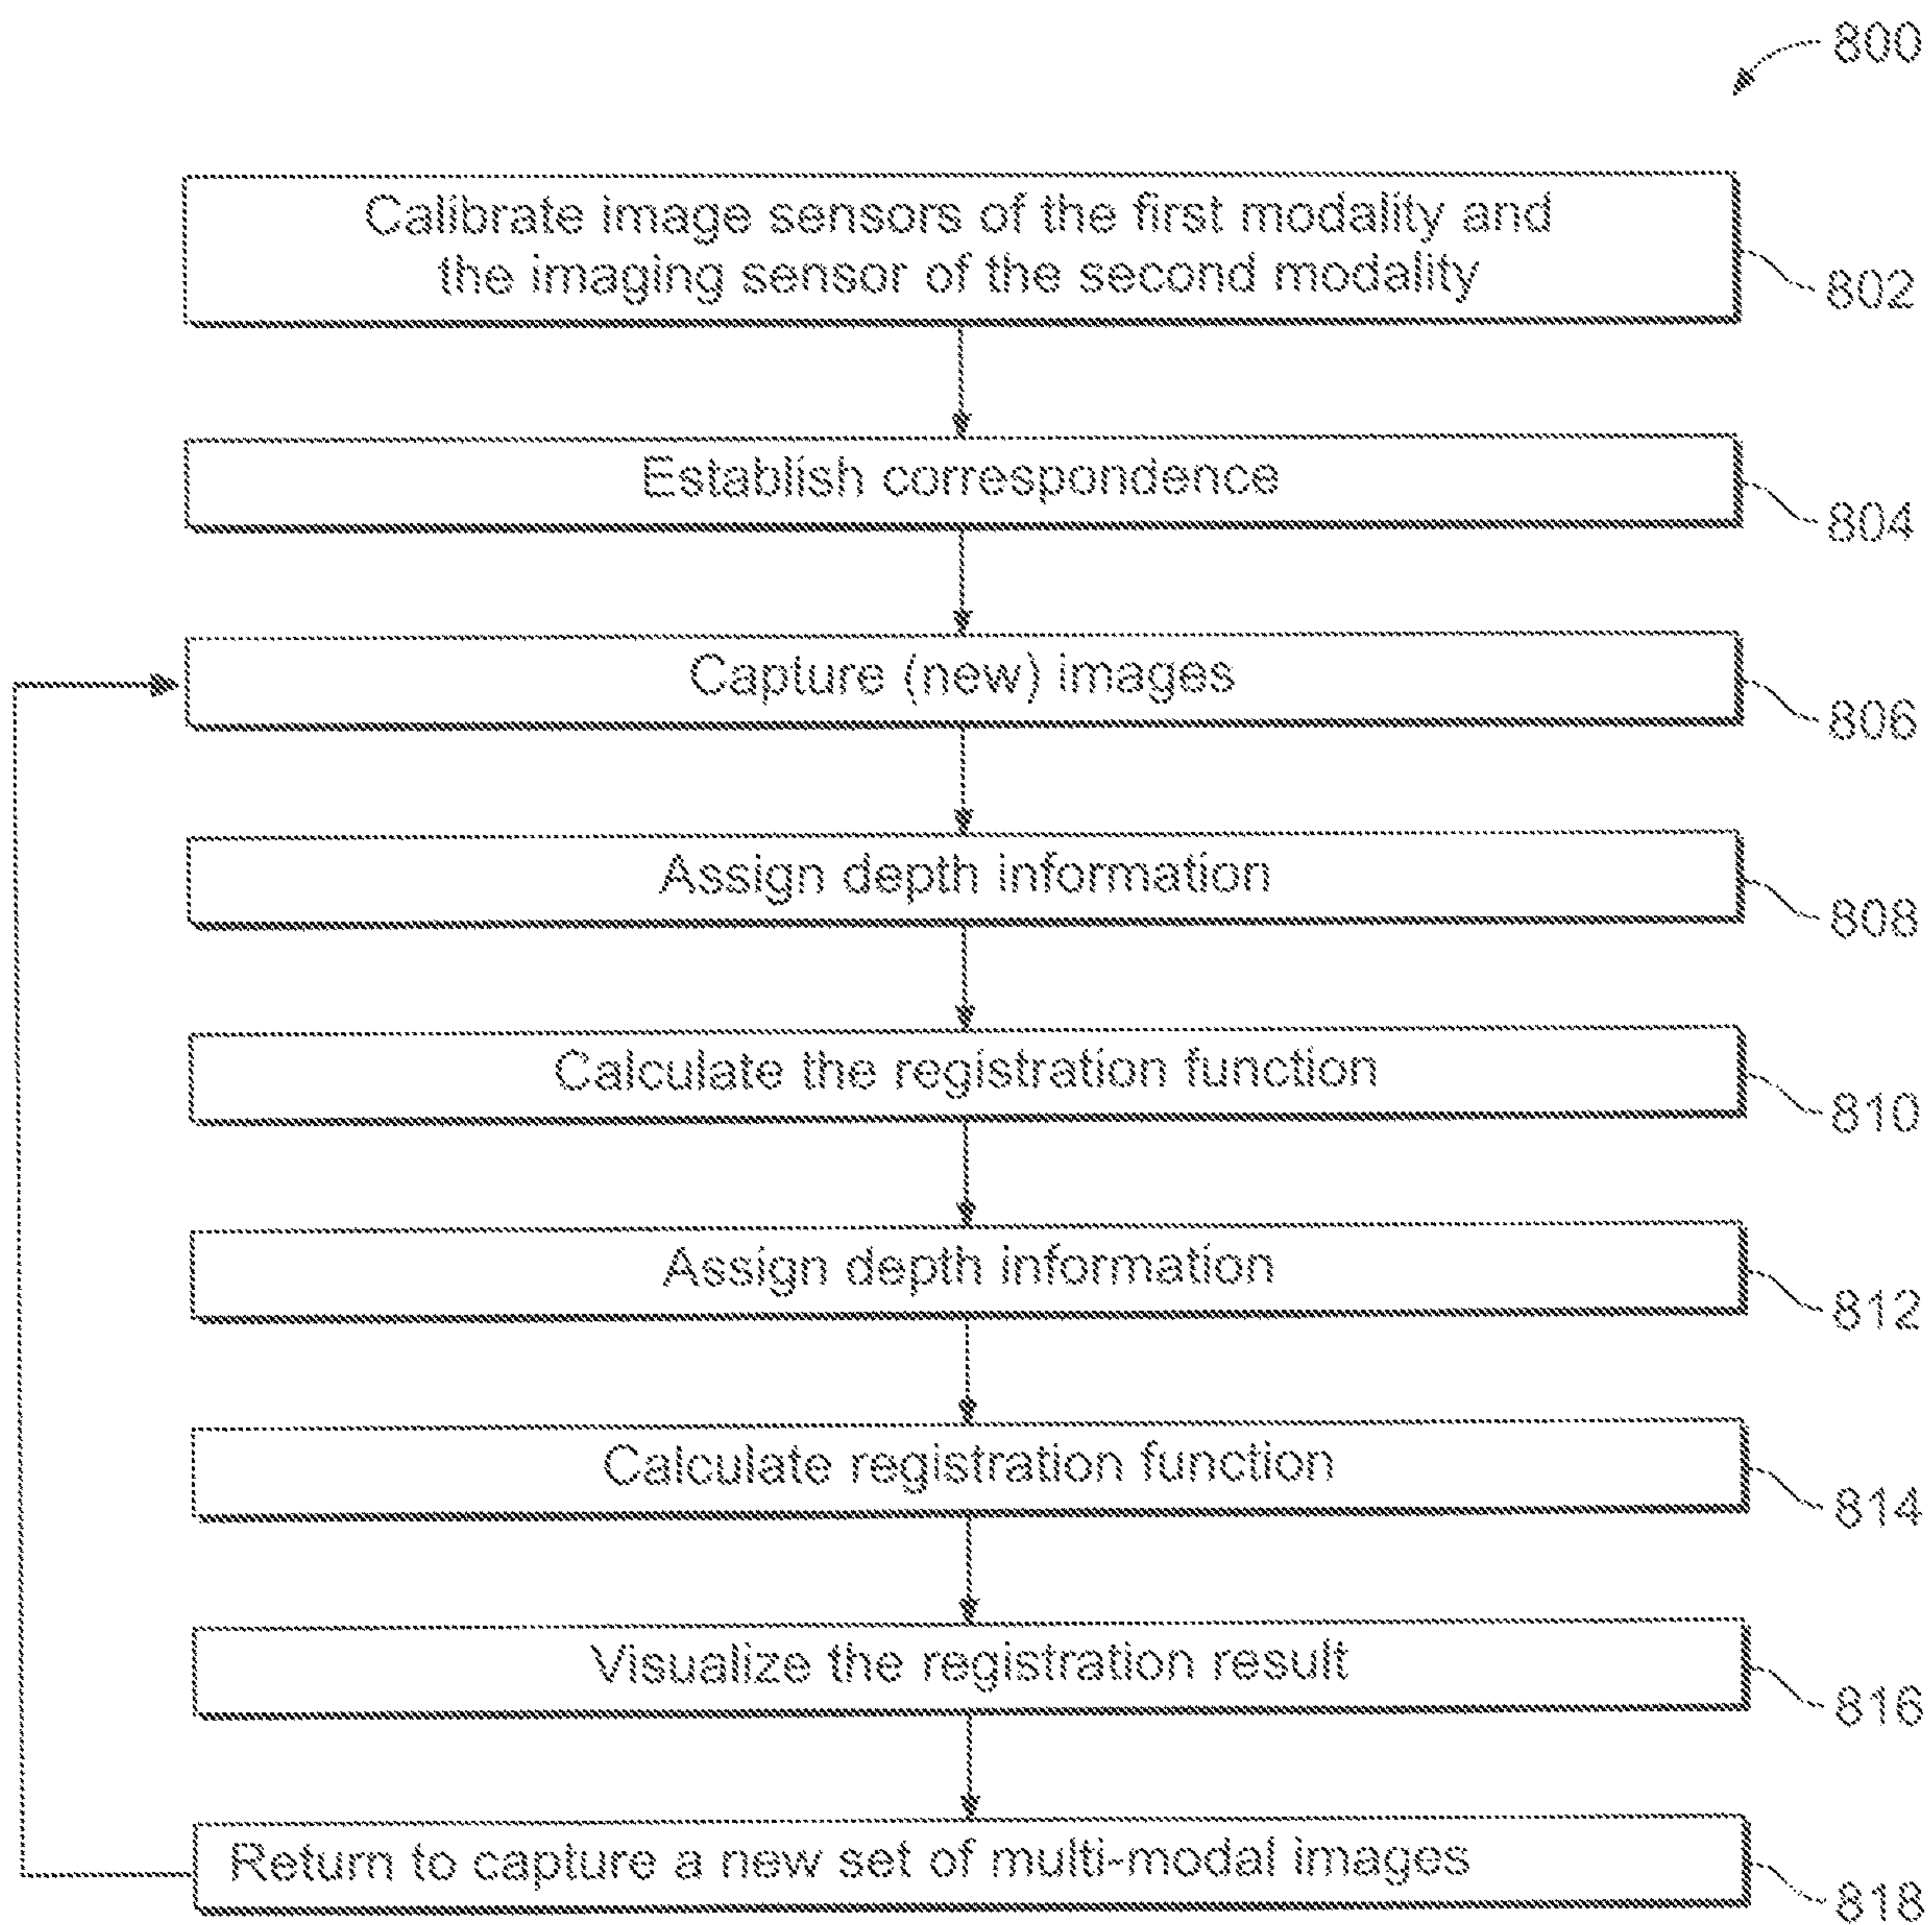 800
Calibrate image sensors of the first modality and
the imaging sensor of the second modality
802
Establish correspondence
804
Capture (new) images
806
Assign depth information
808
Calculate the registration function
810
Assign depth information
812
Calculate registration function
814
Visualize the registration result
816
Return to capture a new set of multi-modal images
818